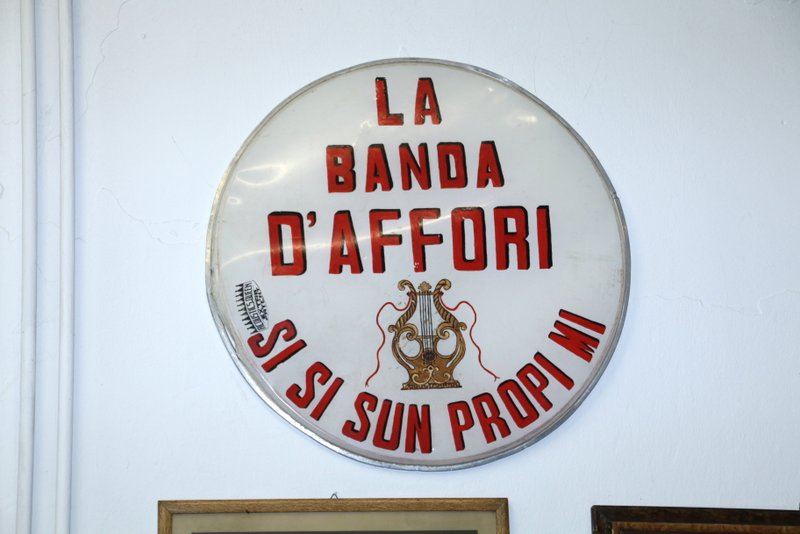 LA
BANDA
D'AFFORI
SI SI SUN PROPI MI